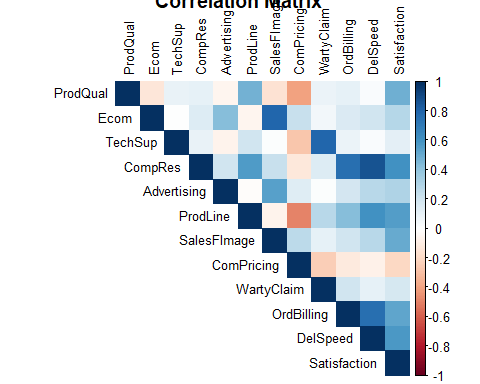 Correlation Matrix
ProdQual
Ecom
TechSup
CompRes
Advertising
ProdLine
SalesFImage
ComPricing
WartyClaim
OrdBilling
DelSpeed
Satisfaction
ProdQual
Ecom
TechSup
CompRes
Advertising
ProdLine
SalesFImage
ComPricing
WartyClaim
OrdBilling
DelSpeed
Satisfaction
1
0.8
0.6
0.4
0.2
0
-0.2
-0.4
-0.6
-0.8
-1